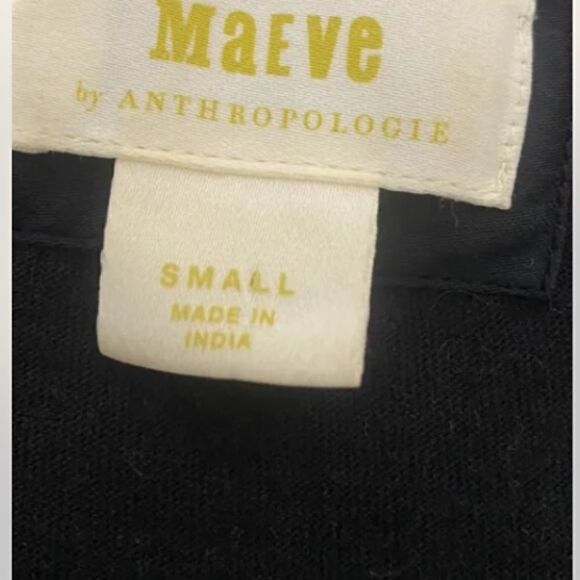 MaEve
by ANTHROPOLOGIE
SMALL
MADE IN
INDIA